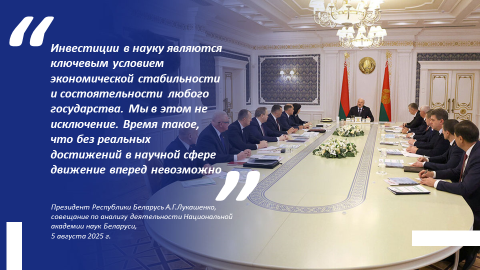 Инвестиции в науку являются
ключевым условием
экономической стабильности
и состоятельности любого
государства. Мы в этом не
исключение. Время такое,
что без реальных
достижений в научной сфере
движение вперед невозможно
Президент Республики Беларусь А.Г.Лукашенко,
совещание по анализу деятельности Национальной
академии наук Беларуси,
5 августа 2025 г.